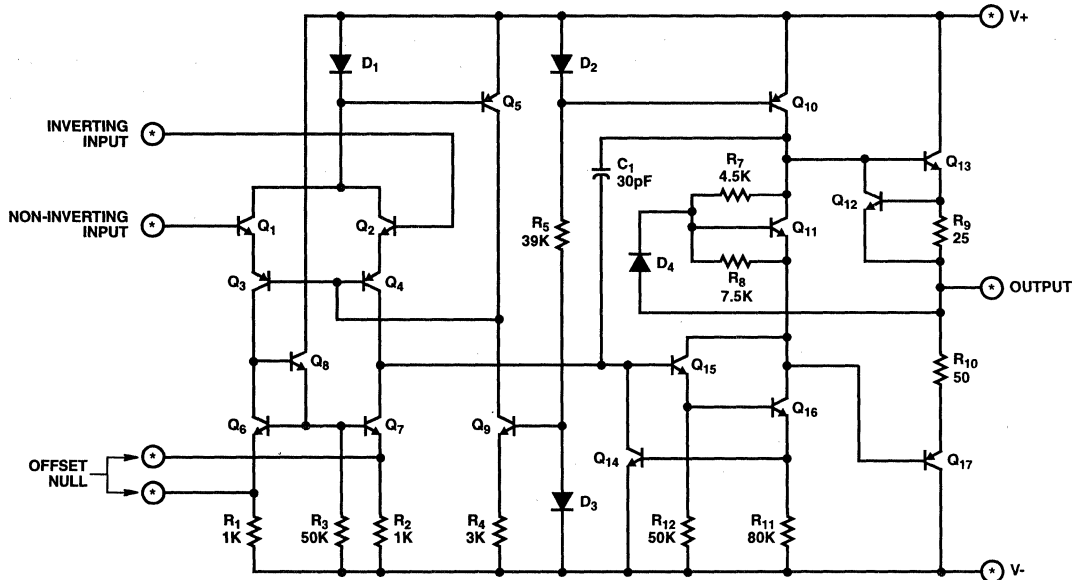 V+
D1
D2
Q5
Q10
INVERTING
INPUT
C1
30pF
R7
4.5K
Q13
Q12
NON-INVERTING
INPUT
Q1
Q2
R5
39K
Q11
R9
25
D4
R8
7.5K
Q3
Q4
OUTPUT
Q8
Q15
R10
50
Q6
Q7
Q9
Q16
Q14
Q17
OFFSET
NULL
D3
R1
1K
R3
50K
R2
1K
R4
3K
R12
50K
R11
80K
V-